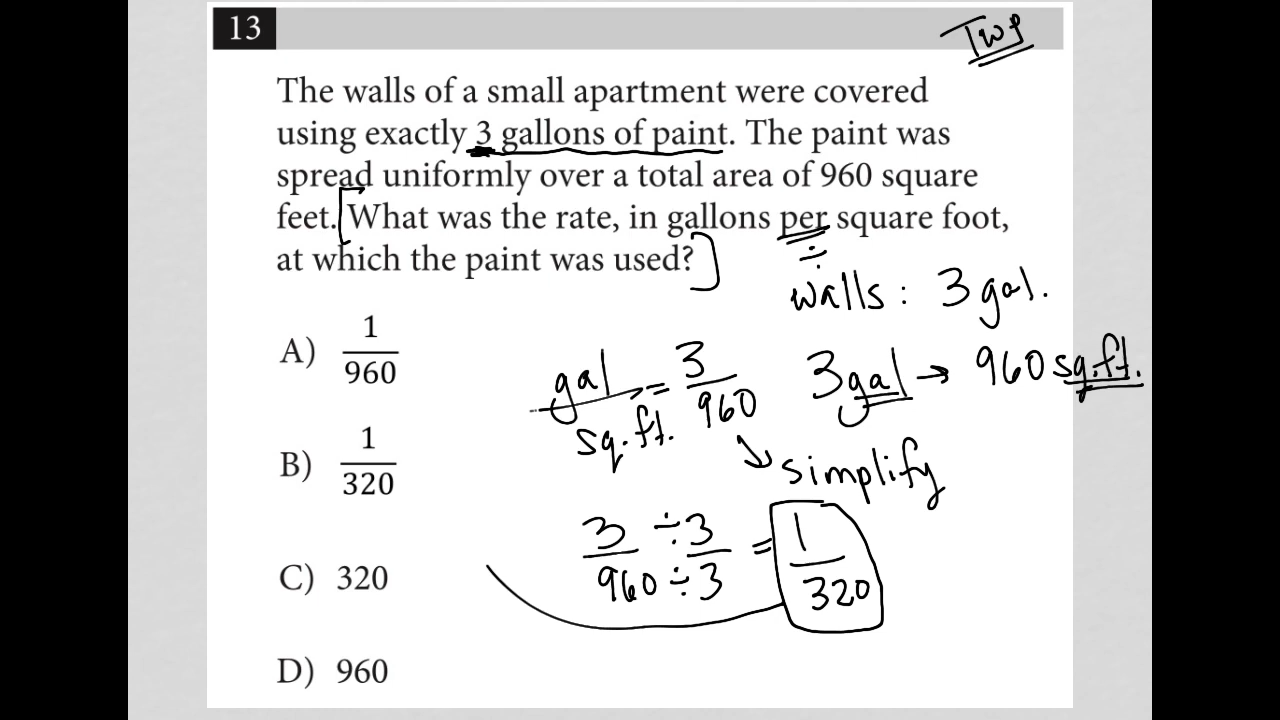 13
TWP
The walls of a small apartment were covered
using exactly 3 gallons of paint. The paint was
spread uniformly over a total area of 960 square
feet. What was the rate, in gallons per square foot,
at which the paint was used?
÷
walls: 3 gal.
3 gal → 960 sq.ft.
gal/sq.ft. = 3/960
↘ simplify
3/960 ÷3/÷3 = 1/320
A) 1/960
B) 1/320
C) 320
D) 960